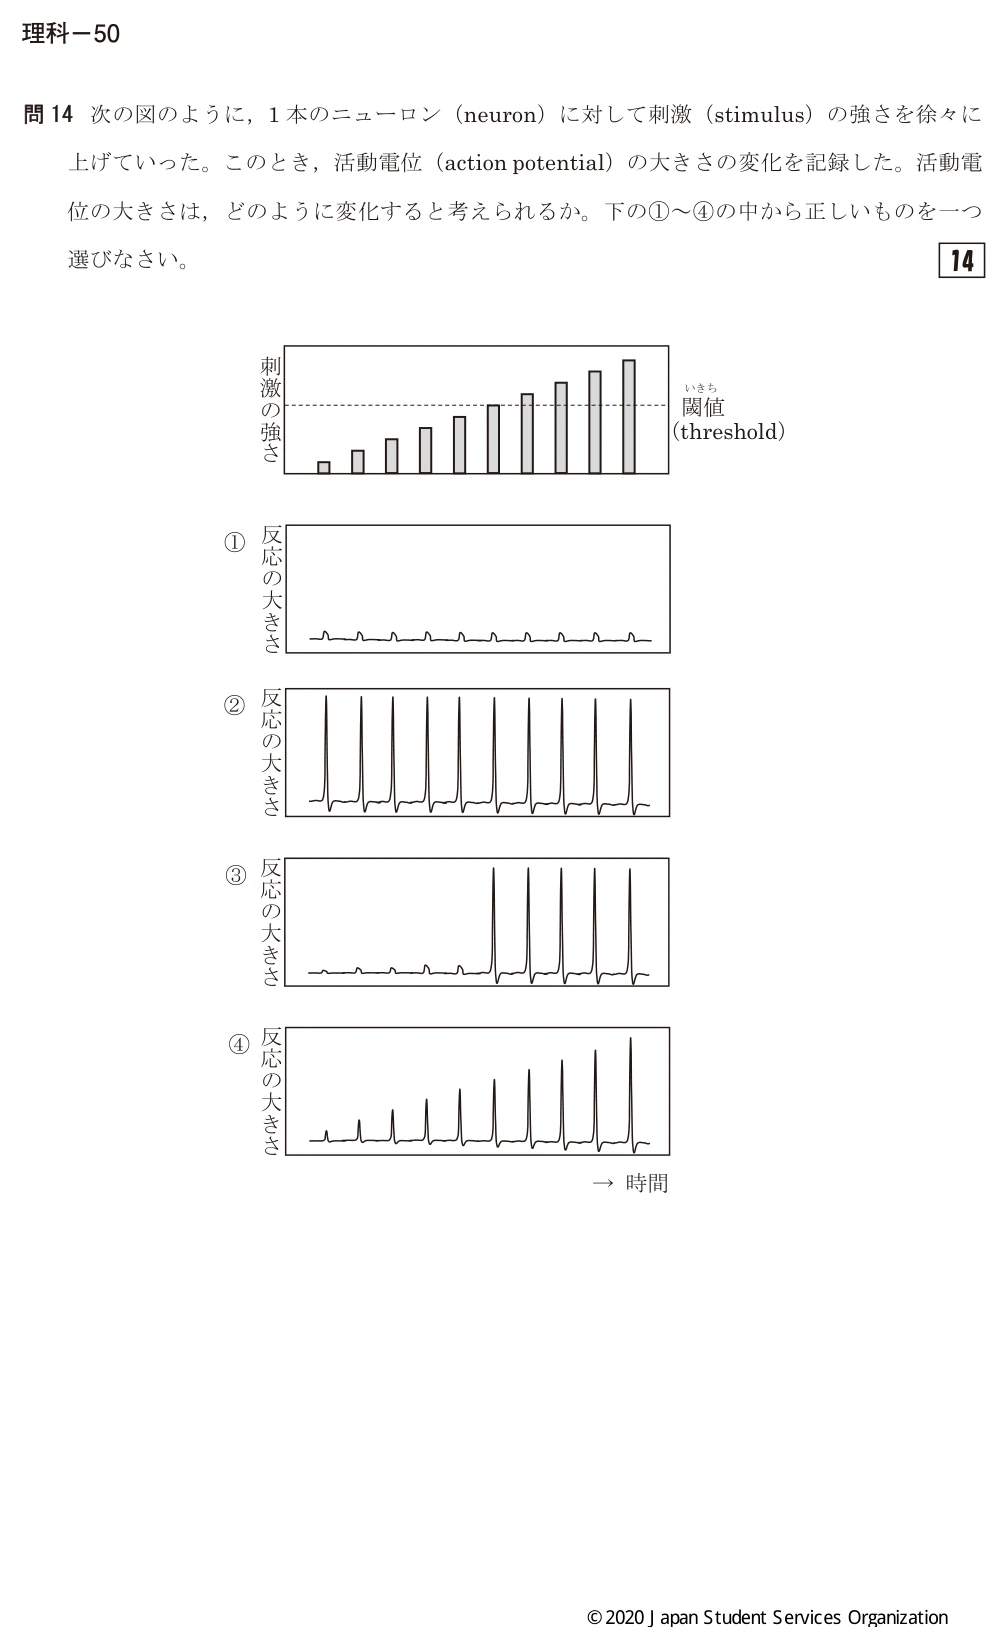 理科－50
問 14 次の図のように，1 本のニューロン（neuron）に対して刺激（stimulus）の強さを徐々に
上げていった。このとき，活動電位（action potential）の大きさの変化を記録した。活動電
位の大きさは，どのように変化すると考えられるか。下の①～④の中から正しいものを一つ
選びなさい。
14
刺激の強さ
いきち
閾値
（threshold）
①
反応の大きさ
②
反応の大きさ
③
反応の大きさ
④
反応の大きさ
→ 時間
© 2020 Japan Student Services Organization